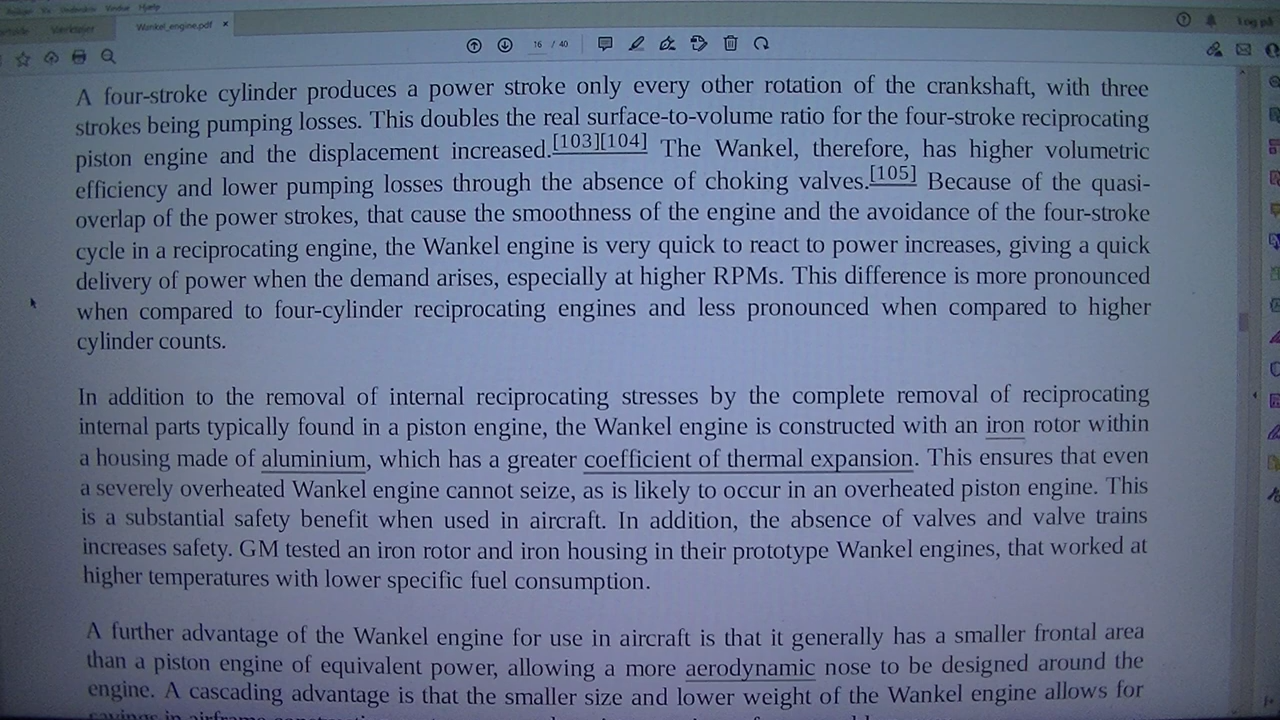 Vis Underskriv Vindue Hjælp
Værktøjer Wankel_engine.pdf ×
Log på
16 / 40
A four-stroke cylinder produces a power stroke only every other rotation of the crankshaft, with three
strokes being pumping losses. This doubles the real surface-to-volume ratio for the four-stroke reciprocating
piston engine and the displacement increased.[103][104] The Wankel, therefore, has higher volumetric
efficiency and lower pumping losses through the absence of choking valves.[105] Because of the quasi-
overlap of the power strokes, that cause the smoothness of the engine and the avoidance of the four-stroke
cycle in a reciprocating engine, the Wankel engine is very quick to react to power increases, giving a quick
delivery of power when the demand arises, especially at higher RPMs. This difference is more pronounced
when compared to four-cylinder reciprocating engines and less pronounced when compared to higher
cylinder counts.
In addition to the removal of internal reciprocating stresses by the complete removal of reciprocating
internal parts typically found in a piston engine, the Wankel engine is constructed with an iron rotor within
a housing made of aluminium, which has a greater coefficient of thermal expansion. This ensures that even
a severely overheated Wankel engine cannot seize, as is likely to occur in an overheated piston engine. This
is a substantial safety benefit when used in aircraft. In addition, the absence of valves and valve trains
increases safety. GM tested an iron rotor and iron housing in their prototype Wankel engines, that worked at
higher temperatures with lower specific fuel consumption.
A further advantage of the Wankel engine for use in aircraft is that it generally has a smaller frontal area
than a piston engine of equivalent power, allowing a more aerodynamic nose to be designed around the
engine. A cascading advantage is that the smaller size and lower weight of the Wankel engine allows for
savings in airframe